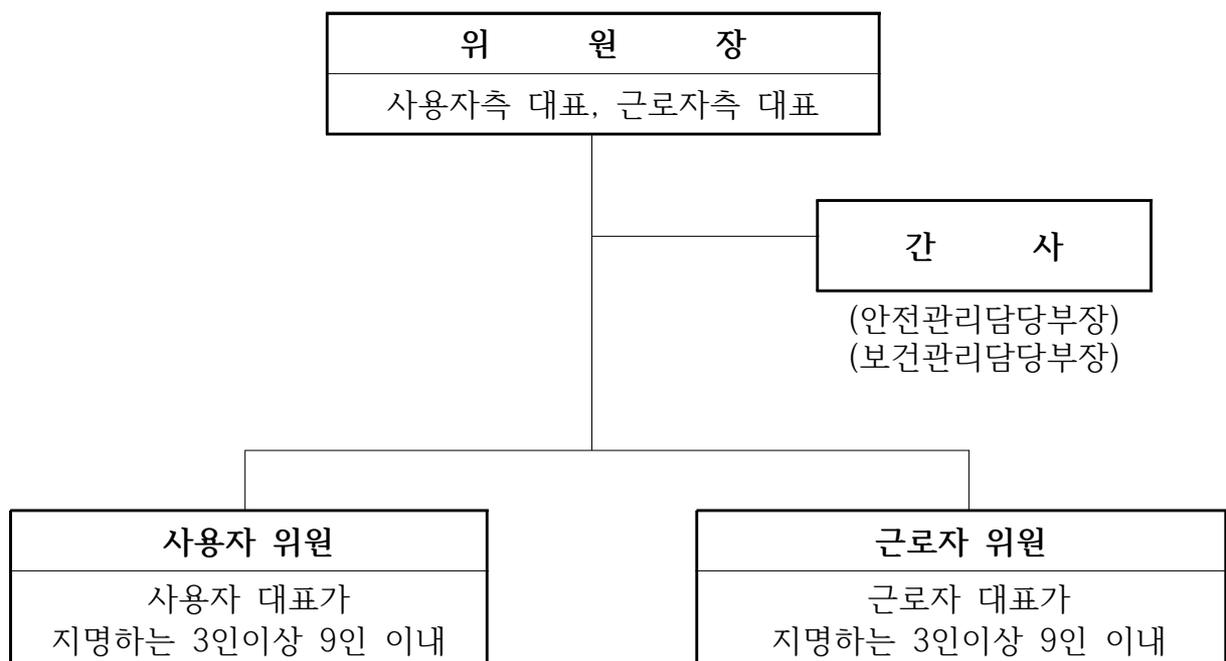 위 원 장
사용자측 대표, 근로자측 대표
간 사
(안전관리담당부장)
(보건관리담당부장)
사용자 위원
사용자 대표가
지명하는 3인이상 9인 이내
근로자 위원
근로자 대표가
지명하는 3인이상 9인 이내